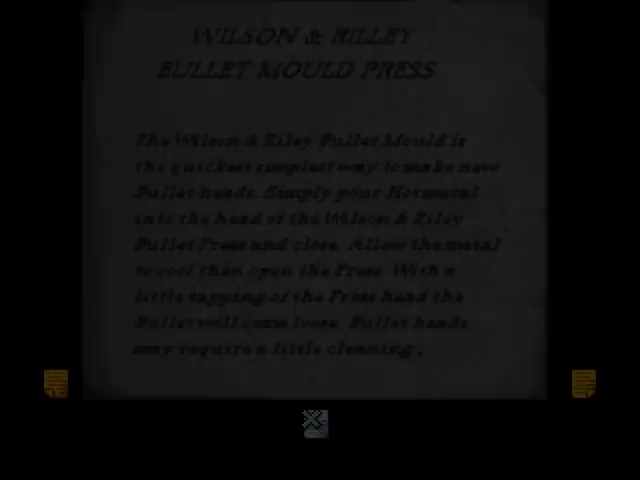 WILSON & RILLEY
BULLET MOULD PRESS
The Wilson & Riley Bullet Mould is
the quickest simplest way to make new
Bullet heads. Simply pour Hot metal
into the head of the Wilson & Riley
Bullet Press and close. Allow the metal
to cool then open the Press. With a
little tapping of the Press head the
Bullet will com loose. Bullet heads
may require a little cleaning.